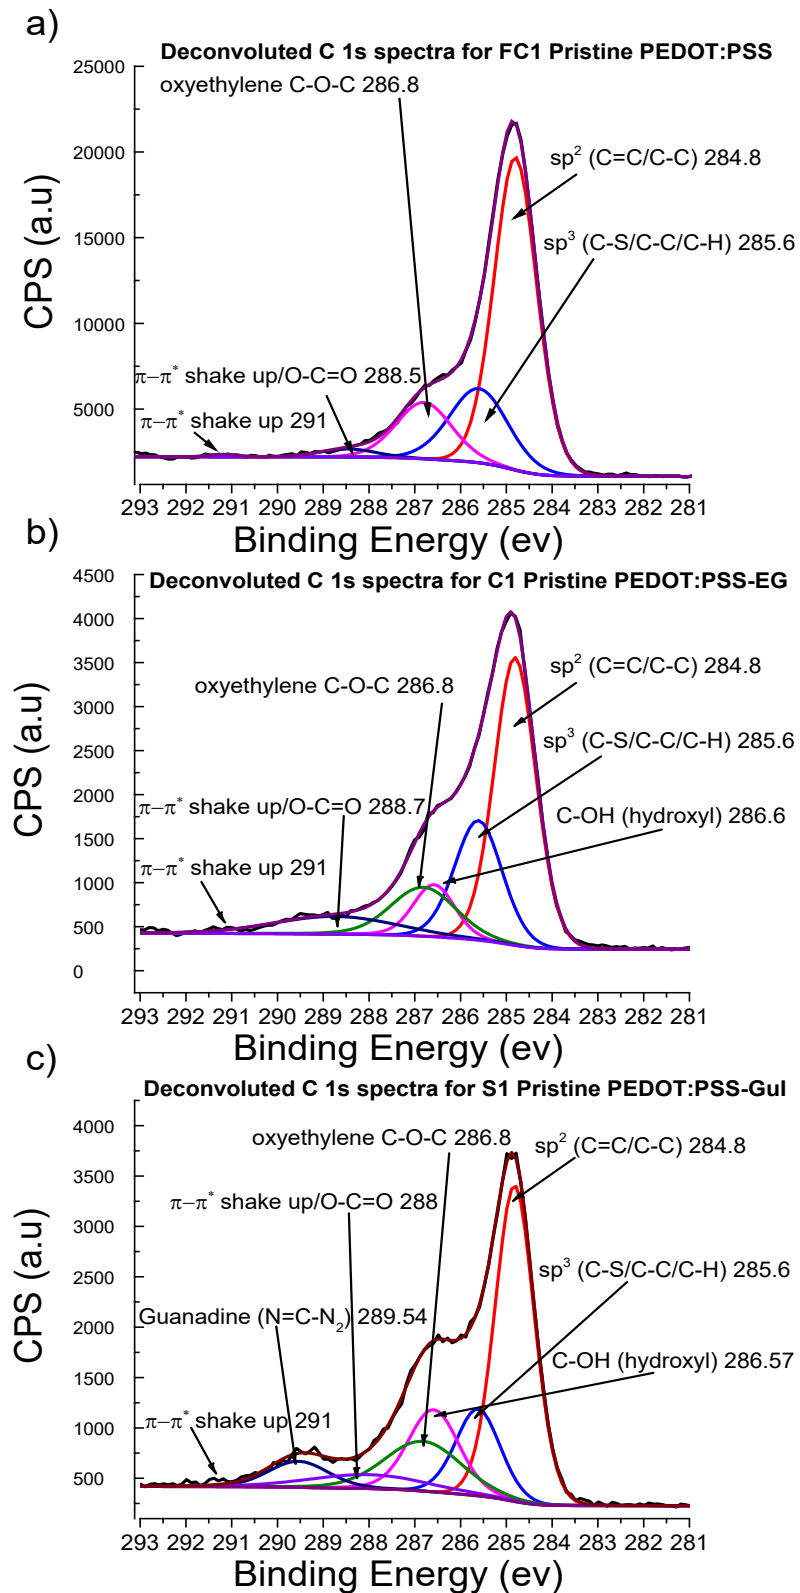 a)
Deconvoluted C 1s spectra for FC1 Pristine PEDOT:PSS
25000
oxyethylene C-O-C 286.8
20000
sp² (C=C/C-C) 284.8
sp³ (C-S/C-C/C-H) 285.6
15000
CPS (a.u)
10000
π–π* shake up/O-C=O 288.5
5000
π–π* shake up 291
293 292 291 290 289 288 287 286 285 284 283 282 281
Binding Energy (ev)
b)
4500
Deconvoluted C 1s spectra for C1 Pristine PEDOT:PSS-EG
4000
3500
sp² (C=C/C-C) 284.8
oxyethylene C-O-C 286.8
3000
sp³ (C-S/C-C/C-H) 285.6
2500
CPS (a.u)
2000
π–π* shake up/O-C=O 288.7
C-OH (hydroxyl) 286.6
1500
π–π* shake up 291
1000
500
0
293 292 291 290 289 288 287 286 285 284 283 282 281
Binding Energy (ev)
c)
Deconvoluted C 1s spectra for S1 Pristine PEDOT:PSS-GuI
4000
oxyethylene C-O-C 286.8
sp² (C=C/C-C) 284.8
3500
π–π* shake up/O-C=O 288
3000
sp³ (C-S/C-C/C-H) 285.6
2500
CPS (a.u)
Guanadine (N=C-N₂) 289.54
2000
C-OH (hydroxyl) 286.57
1500
π–π* shake up 291
1000
500
293 292 291 290 289 288 287 286 285 284 283 282 281
Binding Energy (ev)